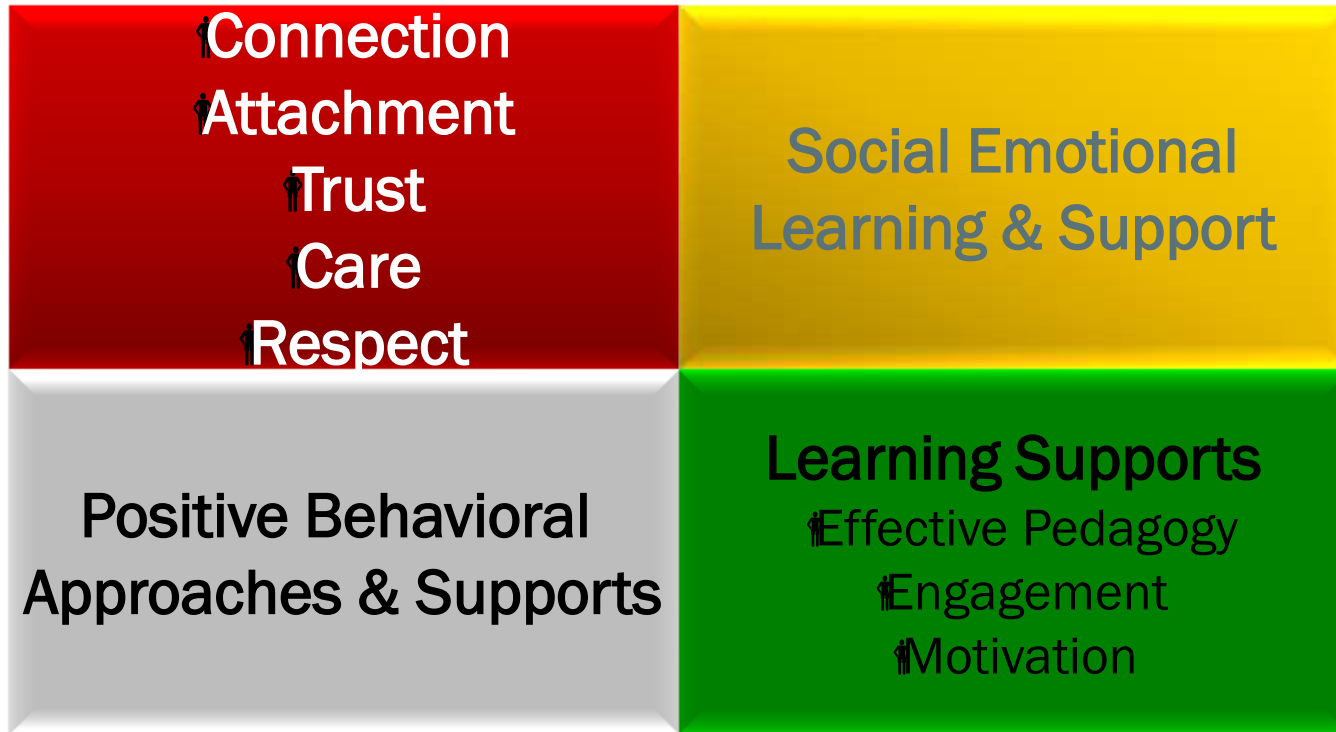 Connection
Attachment
Trust
Care
Respect
Social Emotional
Learning & Support
Positive Behavioral
Approaches & Supports
Learning Supports
Effective Pedagogy
Engagement
Motivation